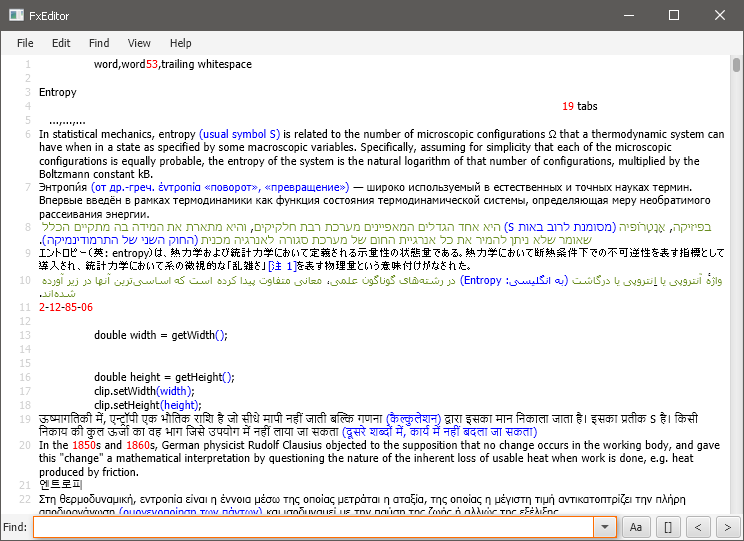 FxEditor
File Edit Find Version Help
1 word,word53,trailing whitespace
2
3 Entropy
4 19 tabs
5 ...,...,...
6 In statistical mechanics, entropy (usual symbol S) is related to the number of microscopic configurations Ω that a thermodynamic system can
have when in a state as specified by some macroscopic variables. Specifically, assuming for simplicity that each of the microscopic
configurations is equally probable, the entropy of the system is the natural logarithm of that number of configurations, multiplied by the
Boltzmann constant kB.
7 Энтропи́я (от др.-греч. ἐντροπία «поворот», «превращение») — широко используемый в естественных и точных науках термин.
Впервые введён в рамках термодинамики как функция состояния термодинамической системы, определяющая меру необратимого
рассеивания энергии.
8 בפיזיקה, אֶנְטְרוֹפּיה (מסומנת לרוב באות S) היא אחד הגדלים המאפיינים מערכת רבת חלקיקים, והיא מתארת את המידה בה מתקיים הכלל
שאומר שלא ניתן להמיר את כל אנרגיית החום של מערכת סגורה לאנרגיה מכנית (החוק השני של התרמודינמיקה).
9 エントロピー(英: entropy)は、熱力学および統計力学において定義される示量性の状態量である。熱力学において断熱条件下での不可逆性を表す指標として
導入され、統計力学において系の微視的な「乱雑さ」[注 1]を表す物理量という意味付けがなされた。
10 واژهٔ آنتروپی یا اِنتروپی یا درگاشت (به انگلیسی: Entropy) در رشته‌های گوناگون علمی، معانی متفاوت پیدا کرده است که اساسی‌ترین آنها در زیر آورده
شده‌اند.
11 2-12-85-06
12
13 double width = getWidth();
14
15
16 double height = getHeight();
17 clip.setWidth(width);
18 clip.setHeight(height);
19 ऊष्मागतिकी में, एन्ट्रॉपी एक भौतिक राशि है जो सीधे मापी नहीं जाती बल्कि गणना (कैल्कुलेशन) द्वारा इसका मान निकाला जाता है। इसका प्रतीक S है। किसी
निकाय की कुल ऊर्जा का वह भाग जिसे उपयोग में नहीं लाया जा सकता (दूसरे शब्दों में, कार्य में नहीं बदला जा सकता)
20 In the 1850s and 1860s, German physicist Rudolf Clausius objected to the supposition that no change occurs in the working body, and gave
this "change" a mathematical interpretation by questioning the nature of the inherent loss of usable heat when work is done, e.g. heat
produced by friction.
21 엔트로피
22 Στη θερμοδυναμική, εντροπία είναι η έννοια μέσω της οποίας μετράται η αταξία, της οποίας η μέγιστη τιμή αντικατοπτρίζει την πλήρη
αποδιοργάνωση (ομογενοποίηση των πάντων) και ισοδυναμεί με την παύση της ζωής ή αλλιώς της εξέλιξης.
Find: Aa [] < >